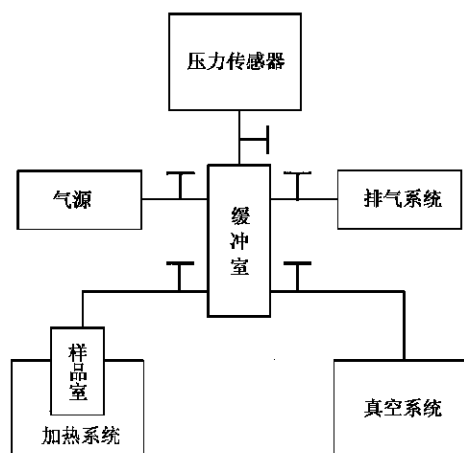 压力传感器
气源
排气系统
缓冲室
样品室
加热系统
真空系统